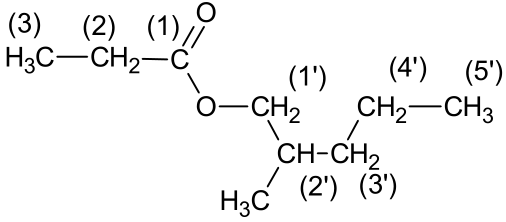 (3) (2) (1) O
H₃C CH₂ C
(1') (4') (5')
O CH₂ CH₂ CH₃
CH CH₂
H₃C (2') (3')